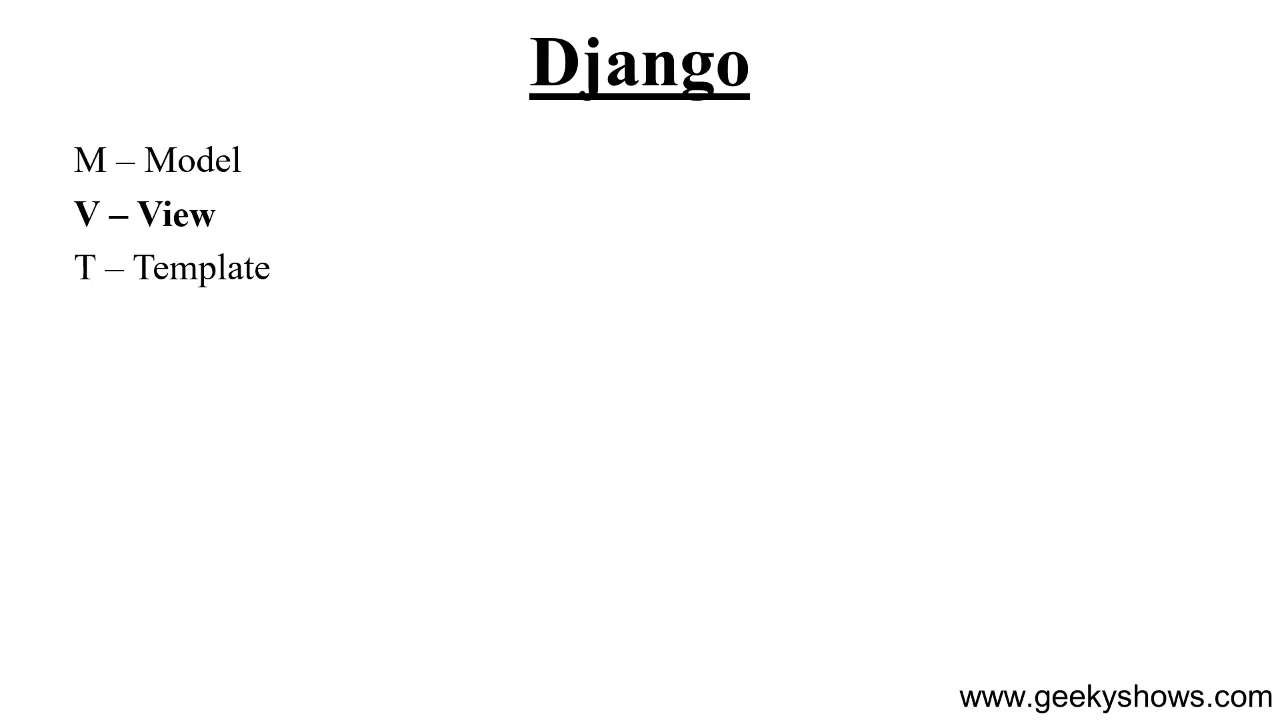 Django
M – Model
V – View
T – Template
www.geekyshows.com